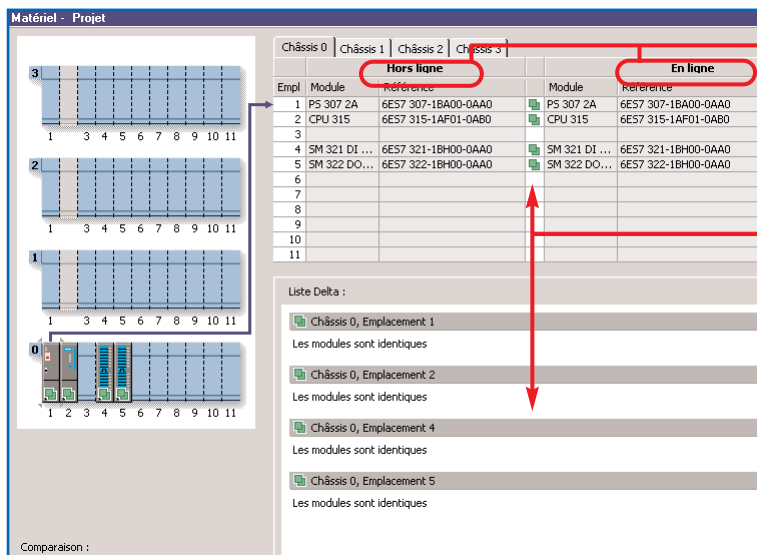 Matériel - Projet
3
1 3 4 5 6 7 8 9 10 11
2
1 3 4 5 6 7 8 9 10 11
1
1 3 4 5 6 7 8 9 10 11
0
1 2 3 4 5 6 7 8 9 10 11
Comparaison :
Châssis 0 Châssis 1 Châssis 2 Châssis 3
Hors ligne En ligne
Empl Module Référence Module Référence
1 PS 307 2A 6ES7 307-1BA00-0AA0 PS 307 2A 6ES7 307-1BA00-0AA0
2 CPU 315 6ES7 315-1AF01-0AB0 CPU 315 6ES7 315-1AF01-0AB0
3
4 SM 321 DI ... 6ES7 321-1BH00-0AA0 SM 321 DI ... 6ES7 321-1BH00-0AA0
5 SM 322 DO... 6ES7 322-1BH00-0AA0 SM 322 DO... 6ES7 322-1BH00-0AA0
6
7
8
9
10
11
Liste Delta :
Châssis 0, Emplacement 1
Les modules sont identiques
Châssis 0, Emplacement 2
Les modules sont identiques
Châssis 0, Emplacement 4
Les modules sont identiques
Châssis 0, Emplacement 5
Les modules sont identiques